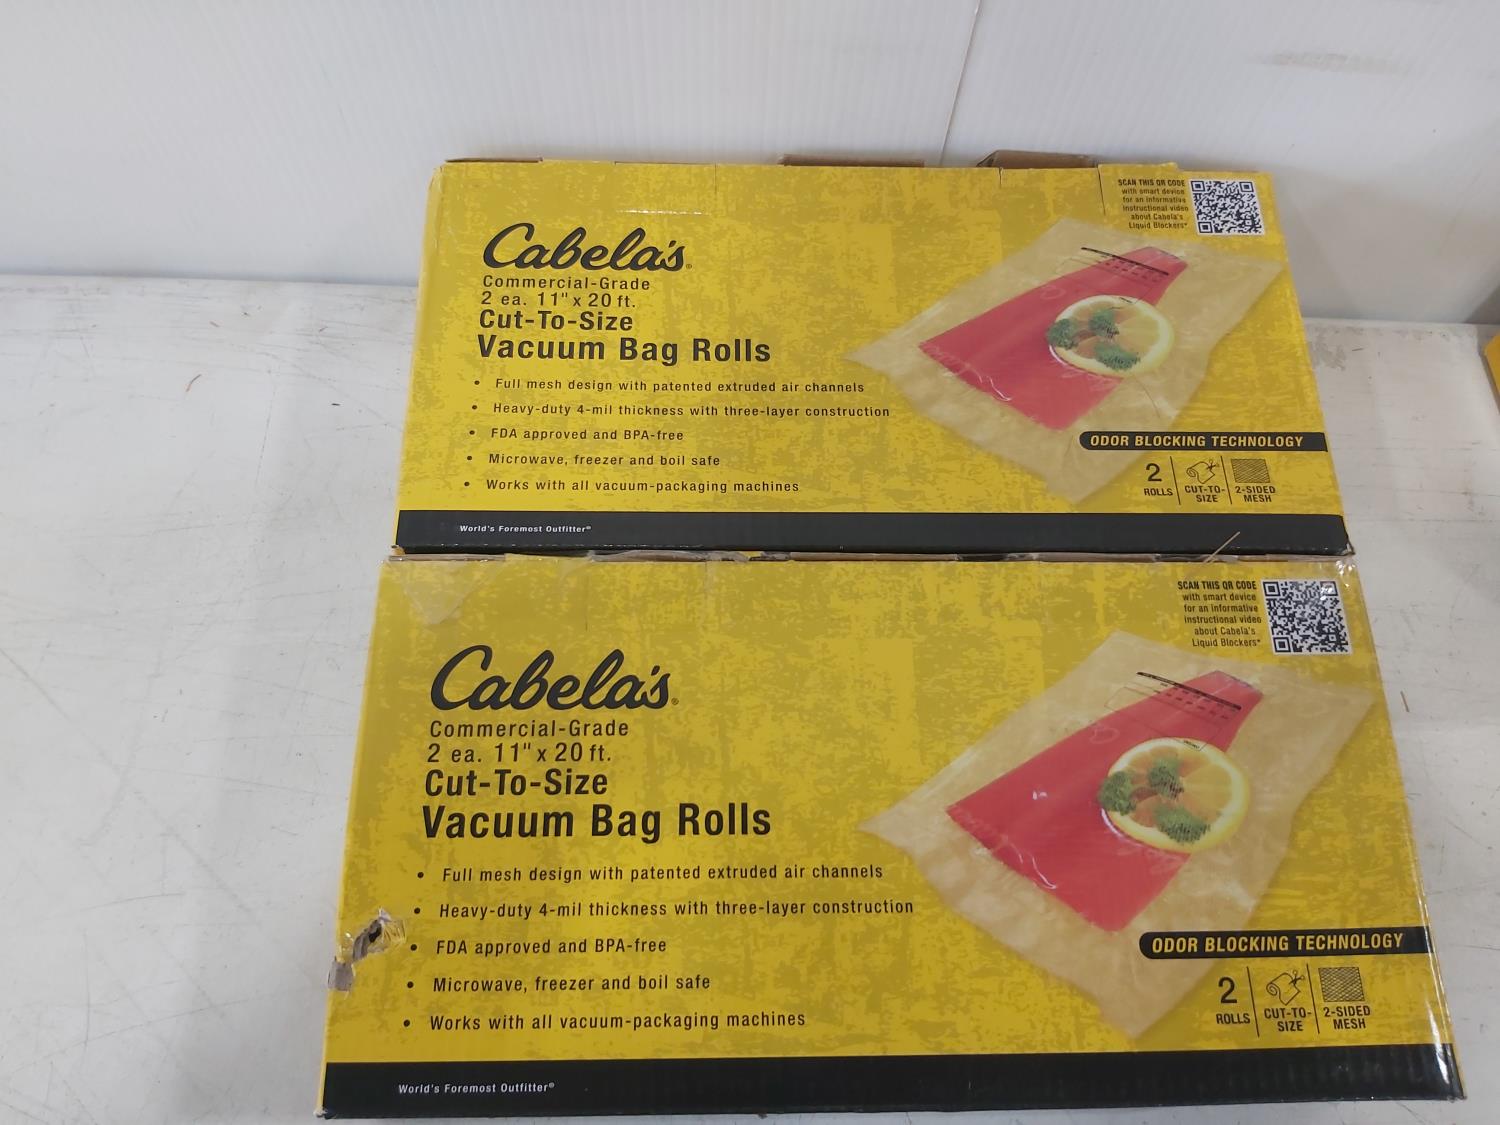 SCAN THIS QR CODE
with smart device
for an informative
instructional video
about Cabela's
Liquid Blockers*
Cabela's®
Commercial-Grade
2 ea. 11" x 20 ft.
Cut-To-Size
Vacuum Bag Rolls
• Full mesh design with patented extruded air channels
• Heavy-duty 4-mil thickness with three-layer construction
• FDA approved and BPA-free
• Microwave, freezer and boil safe
• Works with all vacuum-packaging machines
ODOR BLOCKING TECHNOLOGY
2
ROLLS
CUT-TO-
SIZE
2-SIDED
MESH
World's Foremost Outfitter®
SCAN THIS QR CODE
with smart device
for an informative
instructional video
about Cabela's
Liquid Blockers*
Cabela's®
Commercial-Grade
2 ea. 11" x 20 ft.
Cut-To-Size
Vacuum Bag Rolls
• Full mesh design with patented extruded air channels
• Heavy-duty 4-mil thickness with three-layer construction
• FDA approved and BPA-free
• Microwave, freezer and boil safe
• Works with all vacuum-packaging machines
ODOR BLOCKING TECHNOLOGY
2
ROLLS
CUT-TO-
SIZE
2-SIDED
MESH
World's Foremost Outfitter®